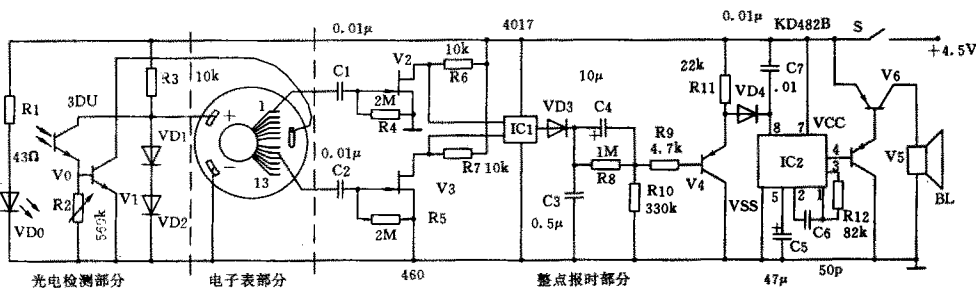 0.01μ
4017
0.01μ
KD482B
S
+4.5V
R1
3DU
43Ω
V0
R2
560k
VD0
V1
R3
VD1
VD2
10k
1
+
−
13
C1
0.01μ
C2
V2
2M
R4
10k
R6
R7 10k
V3
R5
2M
460
IC1
VD3
10μ
C4
+
1M
R8
C3
0.5μ
R9
4.7k
R10
330k
22k
R11
VD4
C7
.01
V4
VSS
8
7
VCC
IC2
4
3
5
2
1
+
C5
47μ
C6
50p
R12
82k
V6
V5
BL
光电检测部分
电子表部分
整点报时部分